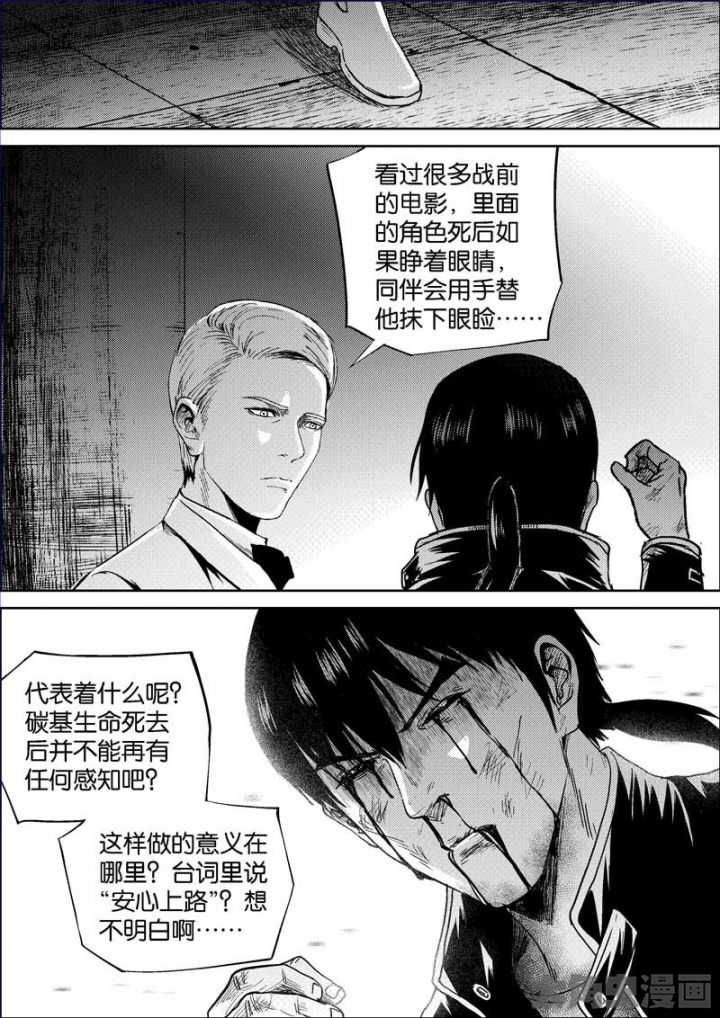 看过很多战前
的电影，里面
的角色死后如
果睁着眼睛，
同伴会用手替
他抹下眼睑……
代表着什么呢？
碳基生命死去
后并不能再有
任何感知吧？
这样做的意义在
哪里？台词里说
“安心上路”？想
不明白啊……
漫画